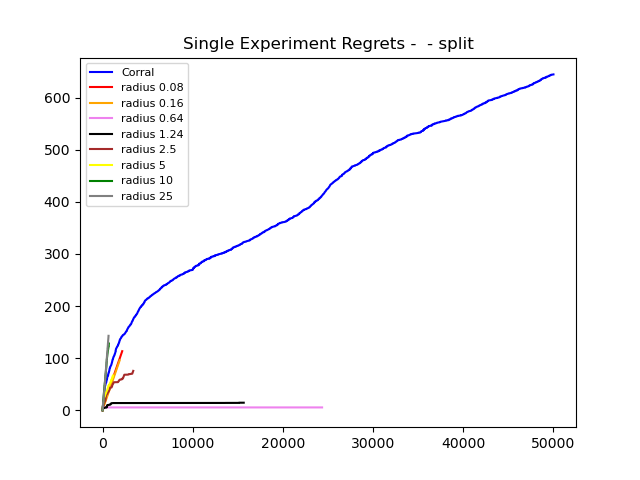 Single Experiment Regrets -  - split
Corral
radius 0.08
radius 0.16
radius 0.64
radius 1.24
radius 2.5
radius 5
radius 10
radius 25
600
500
400
300
200
100
0
0 10000 20000 30000 40000 50000